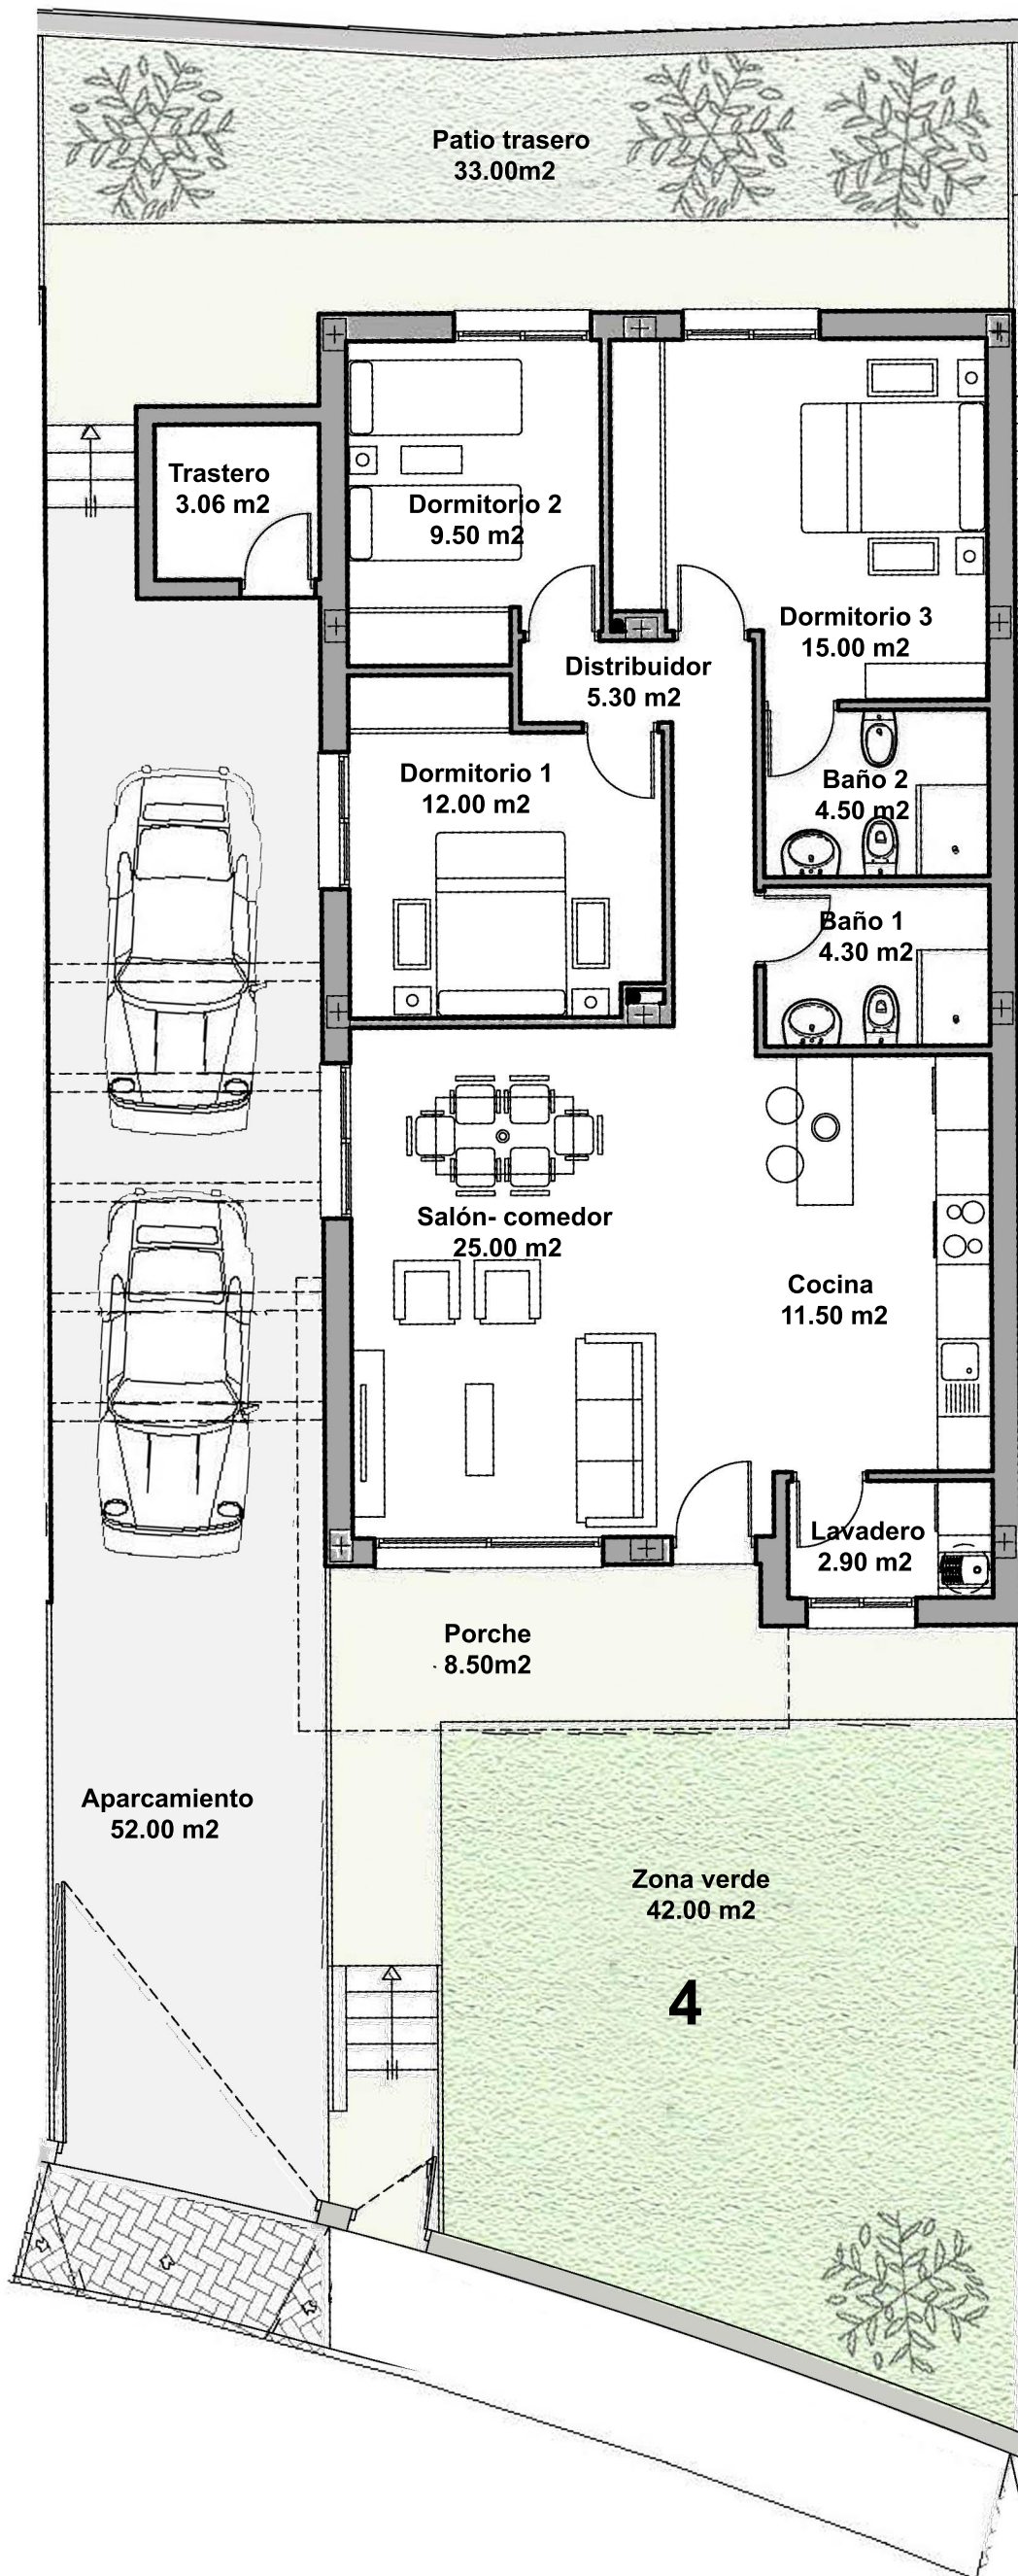 Patio trasero
33.00m2
Trastero
3.06 m2
Dormitorio 2
9.50 m2
Dormitorio 3
15.00 m2
Distribuidor
5.30 m2
Dormitorio 1
12.00 m2
Baño 2
4.50 m2
Baño 1
4.30 m2
Salón- comedor
25.00 m2
Cocina
11.50 m2
Lavadero
2.90 m2
Porche
8.50m2
Aparcamiento
52.00 m2
Zona verde
42.00 m2
4